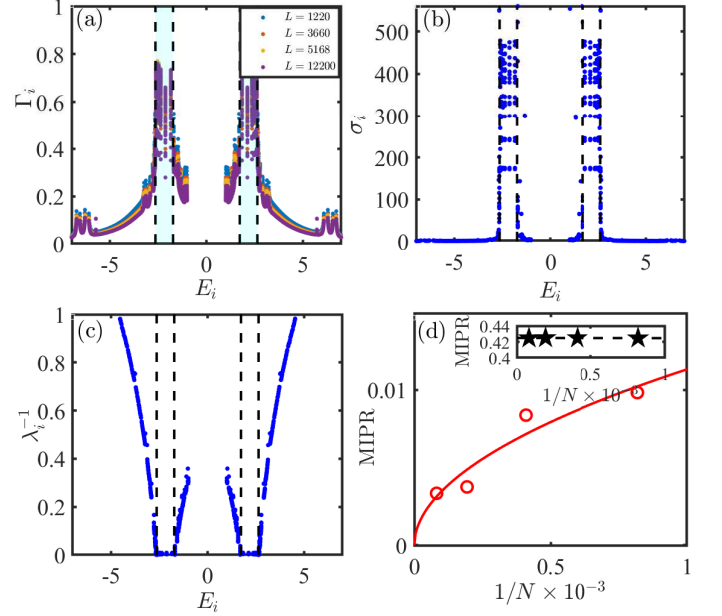 (a)
L = 1220
L = 3660
L = 5168
L = 12200
1
0.8
0.6
0.4
0.2
0
Γᵢ
-5
0
5
Eᵢ
(b)
500
400
300
200
100
0
σᵢ
-5
0
5
Eᵢ
(c)
1
0.8
0.6
0.4
0.2
0
λᵢ⁻¹
-5
0
5
Eᵢ
(d)
0.44
0.42
0.4
MIPR
0
0.5
1
1/N × 10
0.01
0
MIPR
0
0.5
1
1/N × 10⁻³